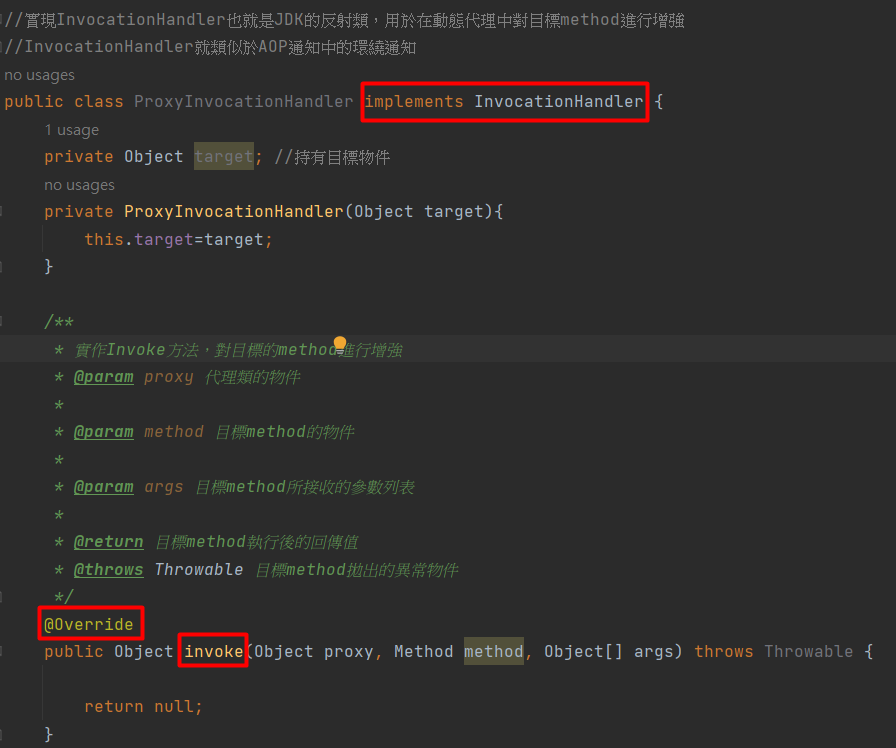 //實現InvocationHandler也就是JDK的反射類，用於在動態代理中對目標method進行增強
//InvocationHandler就類似於AOP通知中的環繞通知
no usages
public class ProxyInvocationHandler implements InvocationHandler {
1 usage
private Object target; //持有目標物件
no usages
private ProxyInvocationHandler(Object target){
this.target=target;
}
/**
* 實作Invoke方法，對目標的method進行增強
* @param proxy 代理類的物件
*
* @param method 目標method的物件
*
* @param args 目標method所接收的參數列表
*
* @return 目標method執行後的回傳值
* @throws Throwable 目標method拋出的異常物件
*/
@Override
public Object invoke(Object proxy, Method method, Object[] args) throws Throwable {
return null;
}